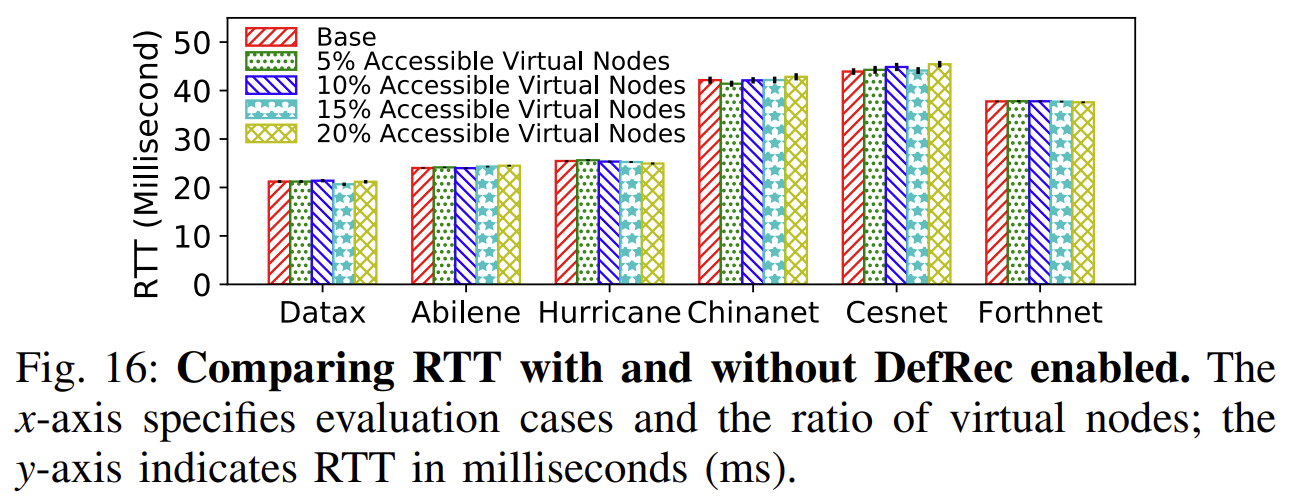 50
40
30
20
10
0
RTT (Millisecond)
Base
5% Accessible Virtual Nodes
10% Accessible Virtual Nodes
15% Accessible Virtual Nodes
20% Accessible Virtual Nodes
Datax Abilene Hurricane Chinanet Cesnet Forthnet
Fig. 16: Comparing RTT with and without DefRec enabled. The
x-axis specifies evaluation cases and the ratio of virtual nodes; the
y-axis indicates RTT in milliseconds (ms).